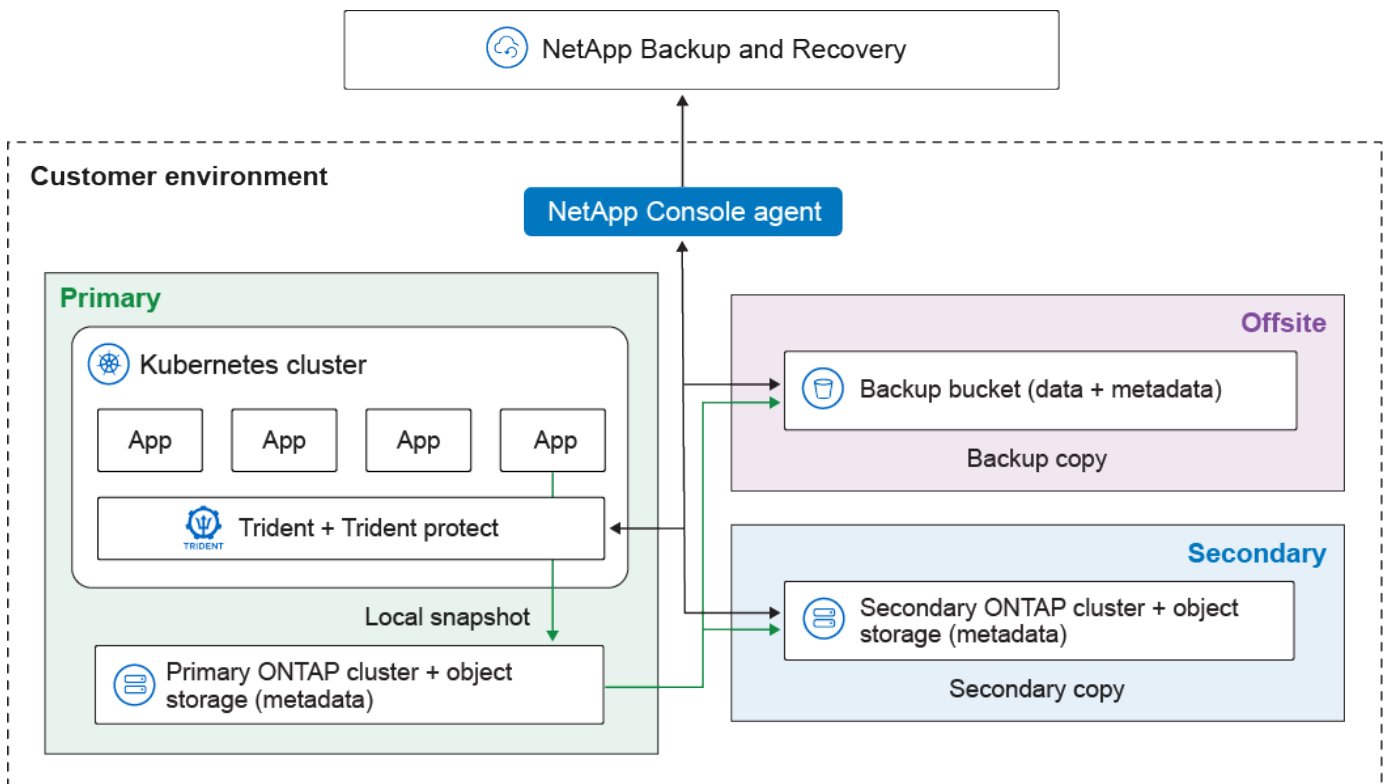 NetApp Backup and Recovery
Customer environment
NetApp Console agent
Primary
Kubernetes cluster
App
App
App
App
TRIDENT
Trident + Trident protect
Local snapshot
Primary ONTAP cluster + object
storage (metadata)
Offsite
Backup bucket (data + metadata)
Backup copy
Secondary
Secondary ONTAP cluster + object
storage (metadata)
Secondary copy